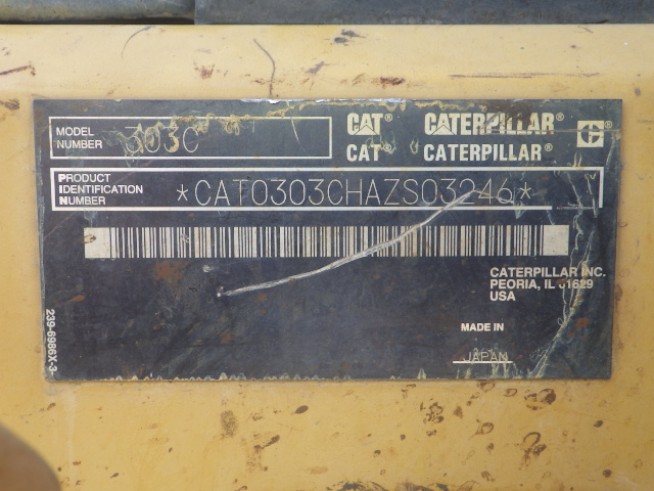 MODEL
NUMBER 303C
CAT® CATERPILLAR®
CAT® CATERPILLAR®
PRODUCT
IDENTIFICATION
NUMBER *CAT0303CHAZS03246*
CATERPILLAR INC.
PEORIA, IL 61629
USA
MADE IN
JAPAN
239-6986X-3-